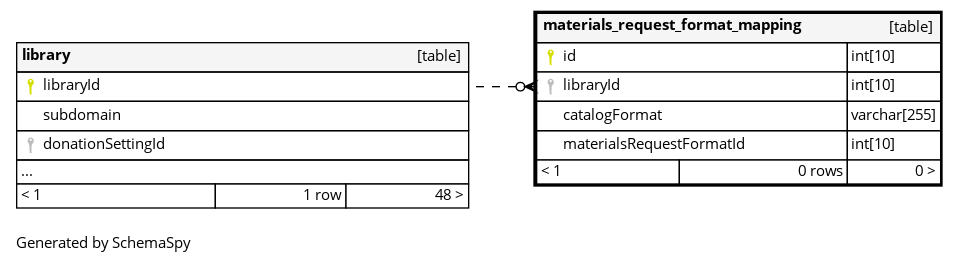 library [table]
libraryId
subdomain
donationSettingId
...
< 1 1 row 48 >
materials_request_format_mapping [table]
id int[10]
libraryId int[10]
catalogFormat varchar[255]
materialsRequestFormatId int[10]
< 1 0 rows 0 >
Generated by SchemaSpy